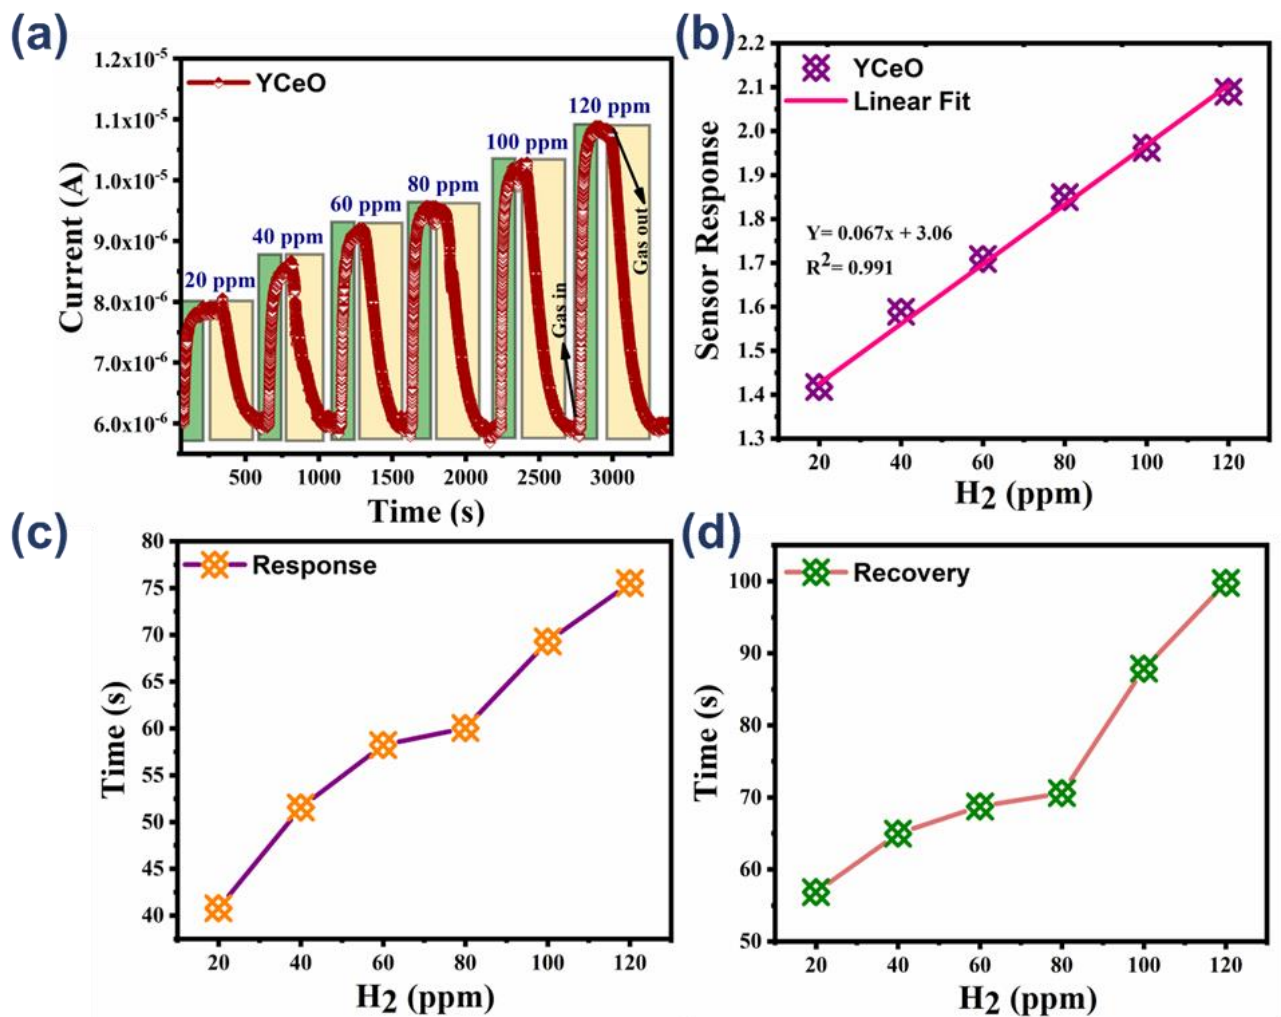 (a)
1.2x10-5
1.1x10-5
1.0x10-5
9.0x10-6
8.0x10-6
7.0x10-6
6.0x10-6
Current (A)
YCeO
20 ppm
40 ppm
60 ppm
80 ppm
100 ppm
120 ppm
Gas in
Gas out
500 1000 1500 2000 2500 3000
Time (s)
(b)
2.2
2.1
2.0
1.9
1.8
1.7
1.6
1.5
1.4
1.3
Sensor Response
YCeO
Linear Fit
Y= 0.067x + 3.06
R2= 0.991
20 40 60 80 100 120
H2 (ppm)
(c)
80
75
70
65
60
55
50
45
40
Time (s)
Response
20 40 60 80 100 120
H2 (ppm)
(d)
100
90
80
70
60
50
Time (s)
Recovery
20 40 60 80 100 120
H2 (ppm)